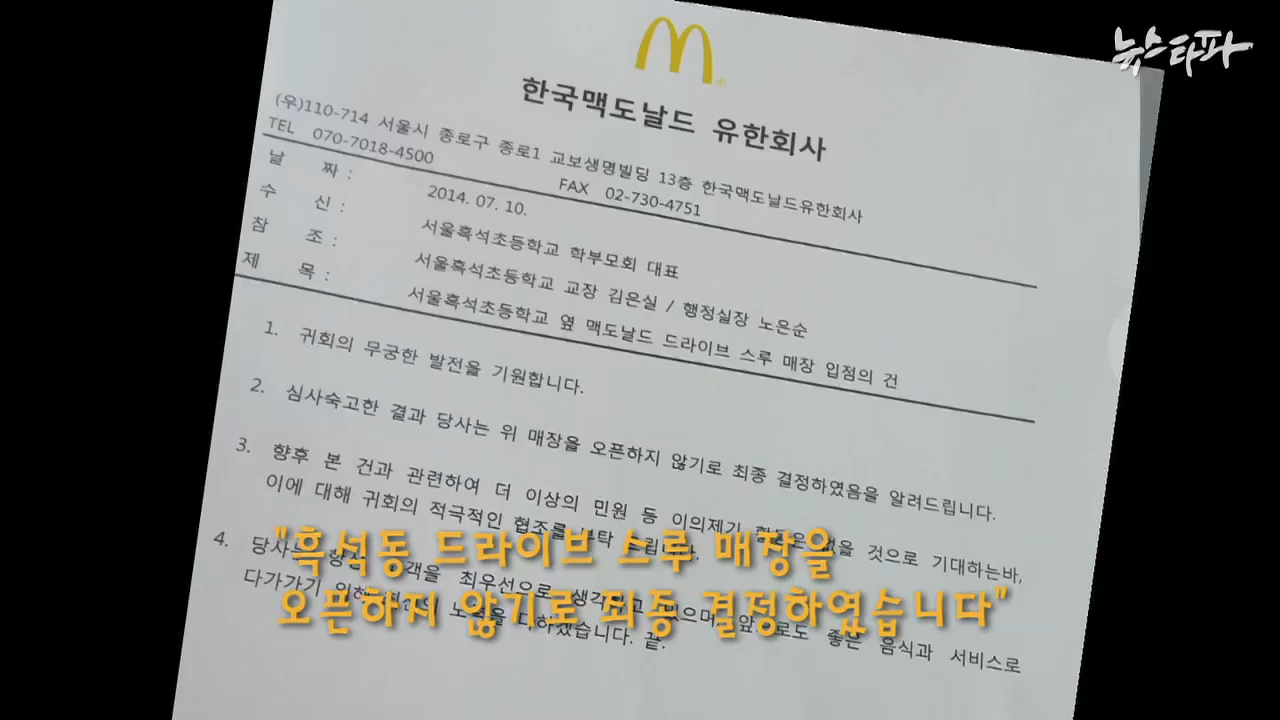 뉴스타파
한국맥도날드 유한회사
(우)110-714 서울시 종로구 종로1 교보생명빌딩 13층 한국맥도날드유한회사
TEL 070-7018-4500 FAX 02-730-4751
날 짜 : 2014. 07. 10.
수 신 : 서울흑석초등학교 학부모회 대표
참 조 : 서울흑석초등학교 교장 김은실 / 행정실장 노은순
제 목 : 서울흑석초등학교 옆 맥도날드 드라이브 스루 매장 입점의 건
1. 귀회의 무궁한 발전을 기원합니다.
2. 심사숙고한 결과 당사는 위 매장을 오픈하지 않기로 최종 결정하였음을 알려드립니다.
3. 향후 본 건과 관련하여 더 이상의 민원 등 이의제기 없을 것으로 기대하는바,
이에 대해 귀회의 적극적인 협조를 부탁 드립니다.
4. 당사는 최우선으로 좋은 음식과 서비스로
다가가기 위해 다하겠습니다. 끝.
"흑석동 드라이브 스루 매장을
오픈하지 않기로 최종 결정하였습니다"